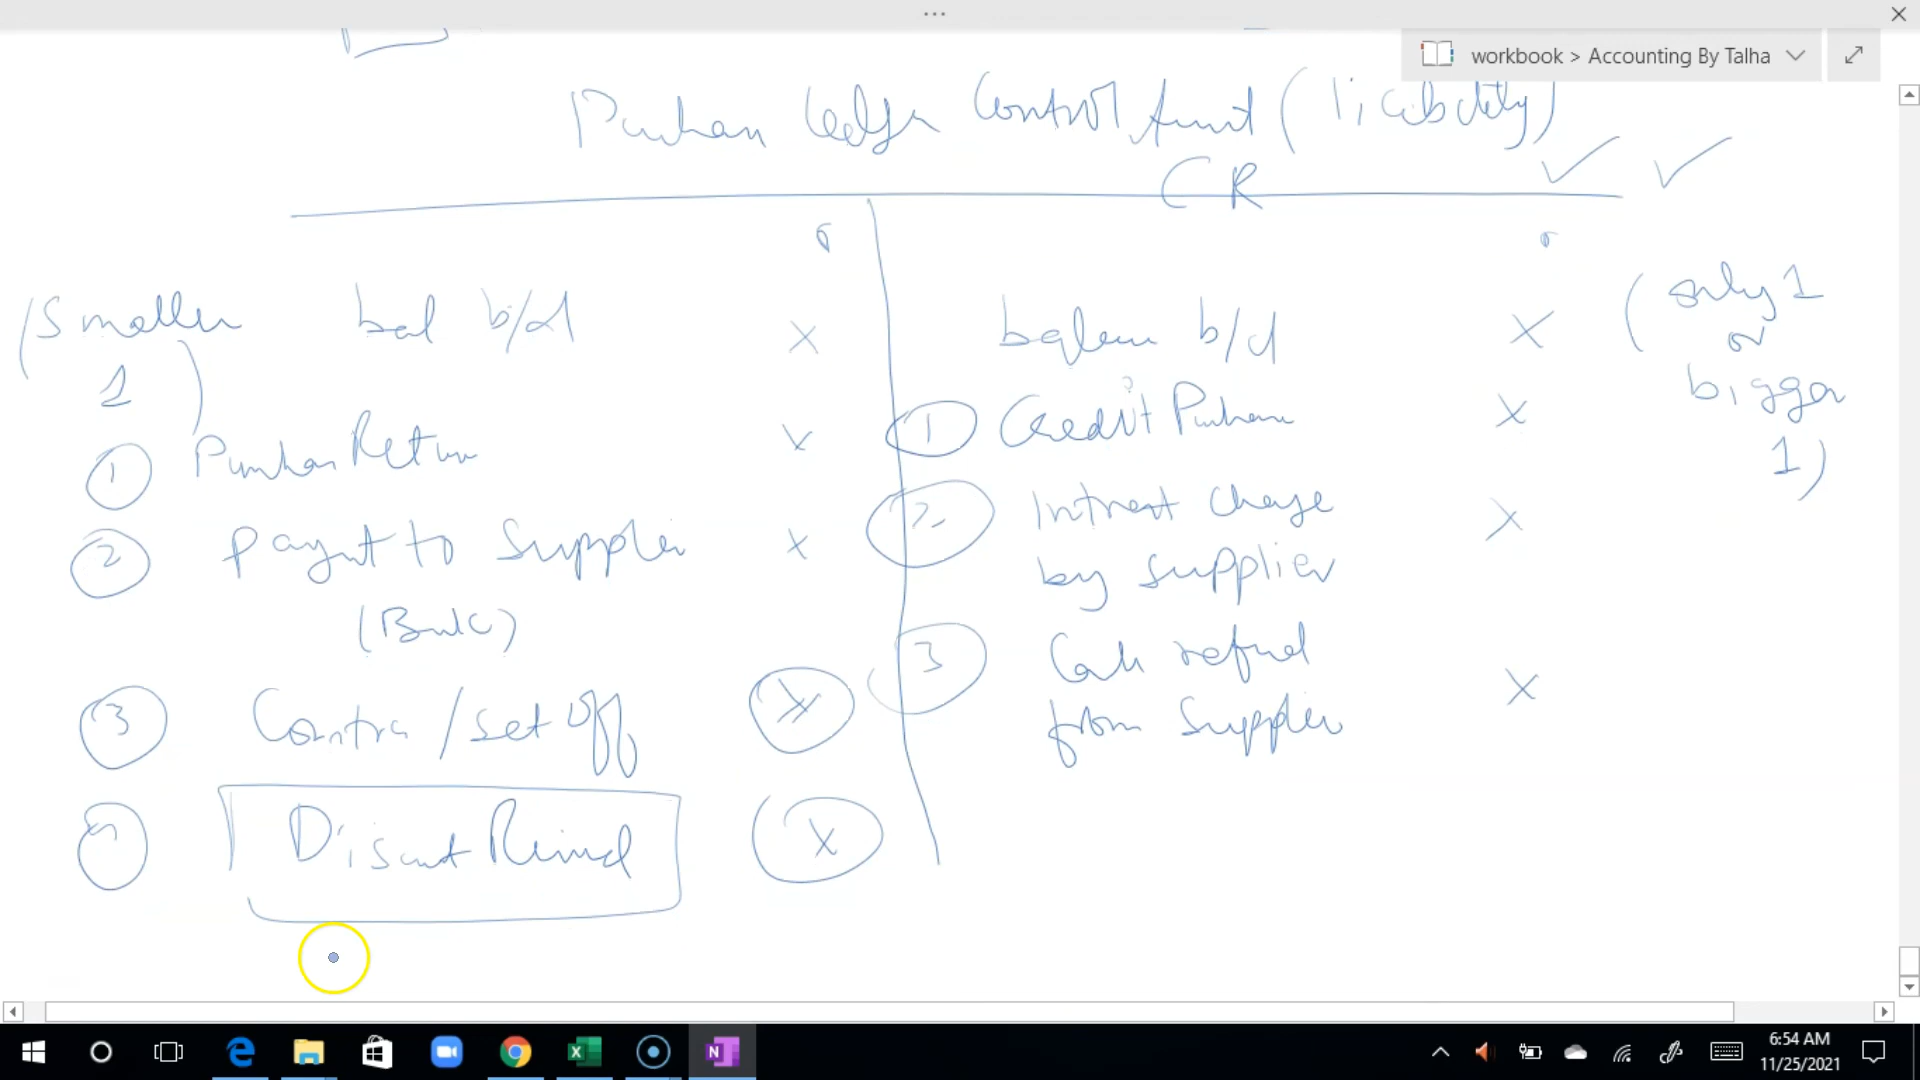 workbook > Accounting By Talha
Purchase Ledger Control Account (liability)
CR
(Smaller 1)
bal b/d x
balance b/d x
(only 1 or bigger 1)
1 Purchase Return x
1 Credit Purchase x
2 Payment to Supplier x
(Bank)
2 Intrest charge x
by supplier
3 Contra / set off x
3 Cash refund
from Supplier x
Discount Received x
6:54 AM
11/25/2021